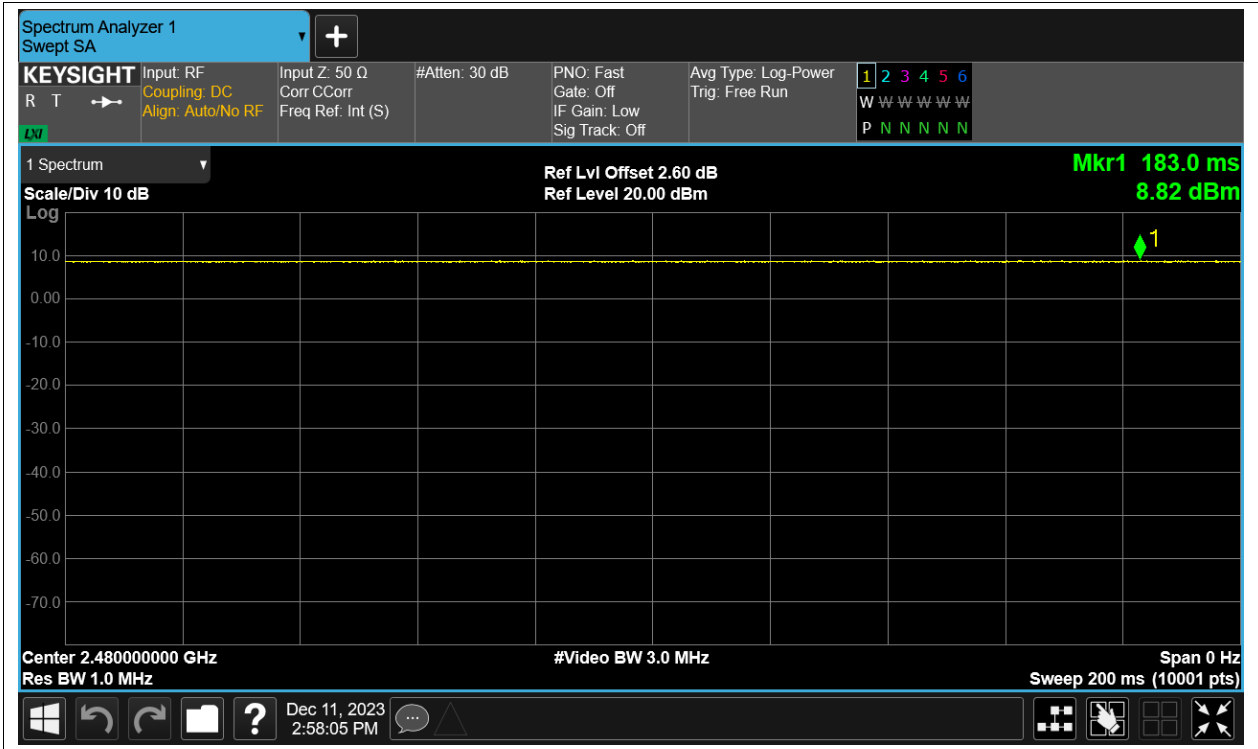 Spectrum Analyzer 1
Swept SA
KEYSIGHT
R T
LXI
Input: RF
Coupling: DC
Align: Auto/No RF
Input Z: 50 Ω
Corr CCorr
Freq Ref: Int (S)
#Atten: 30 dB
PNO: Fast
Gate: Off
IF Gain: Low
Sig Track: Off
Avg Type: Log-Power
Trig: Free Run
1 2 3 4 5 6
W W W W W W
P N N N N N
1 Spectrum
Scale/Div 10 dB
Ref Lvl Offset 2.60 dB
Ref Level 20.00 dBm
Mkr1 183.0 ms
8.82 dBm
Log
1
10.0
0.00
-10.0
-20.0
-30.0
-40.0
-50.0
-60.0
-70.0
Center 2.480000000 GHz
#Video BW 3.0 MHz
Span 0 Hz
Res BW 1.0 MHz
Sweep 200 ms (10001 pts)
?
Dec 11, 2023
2:58:05 PM